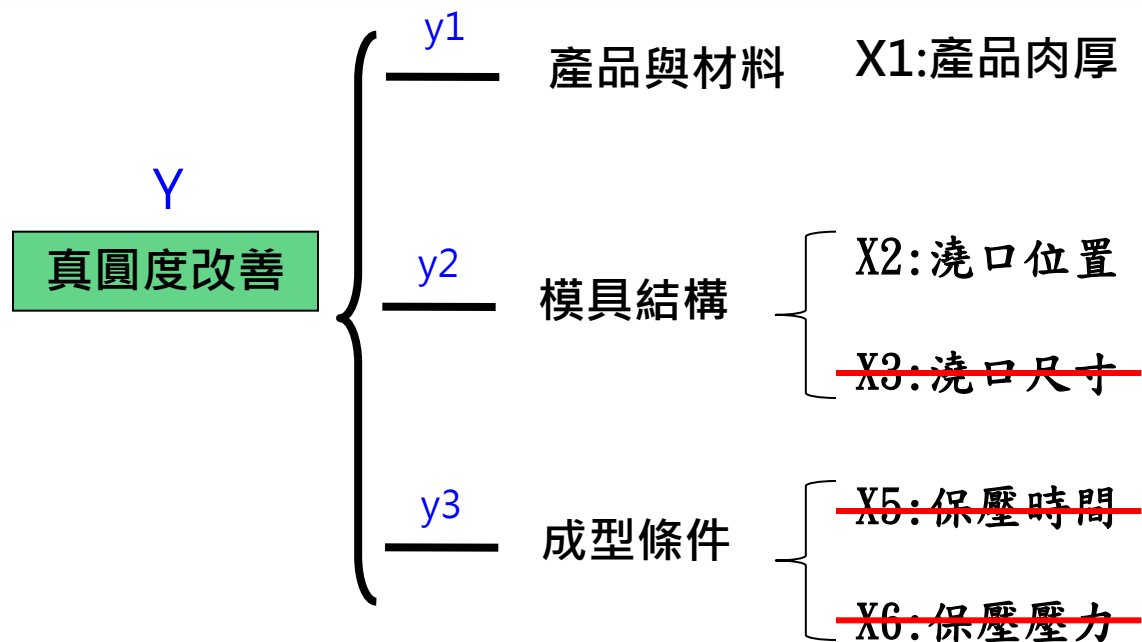 y1
產品與材料
X1:產品肉厚
Y
真圓度改善
y2
模具結構
X2:澆口位置
X3:澆口尺寸
y3
成型條件
X5:保壓時間
X6:保壓壓力